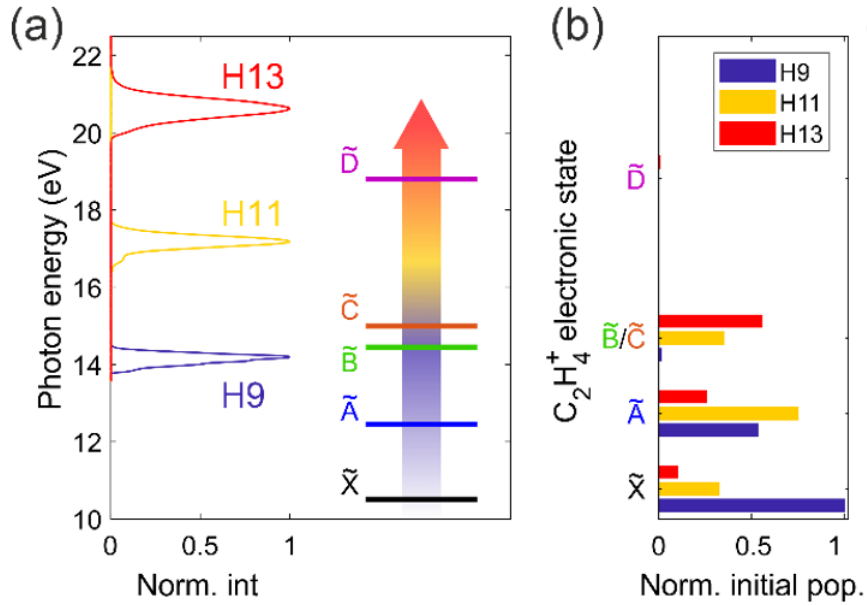 (a)
22
20
18
16
14
12
10
Photon energy (eV)
H13
H11
H9
D̃
C̃
B̃
Ã
X̃
0
0.5
1
Norm. int
(b)
H9
H11
H13
C₂H₄⁺ electronic state
D̃
B̃/C̃
Ã
X̃
0
0.5
1
Norm. initial pop.